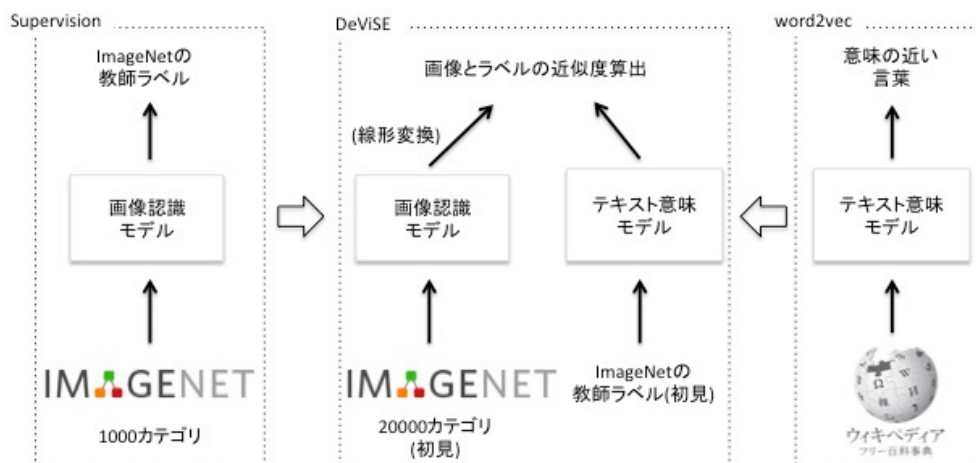 Supervision
ImageNetの
教師ラベル
画像認識
モデル
IMAGENET
1000カテゴリ
DeViSE
画像とラベルの近似度算出
(線形変換)
画像認識
モデル
テキスト意味
モデル
IMAGENET
20000カテゴリ
(初見)
ImageNetの
教師ラベル(初見)
word2vec
意味の近い
言葉
テキスト意味
モデル
ウィキペディア
フリー百科事典